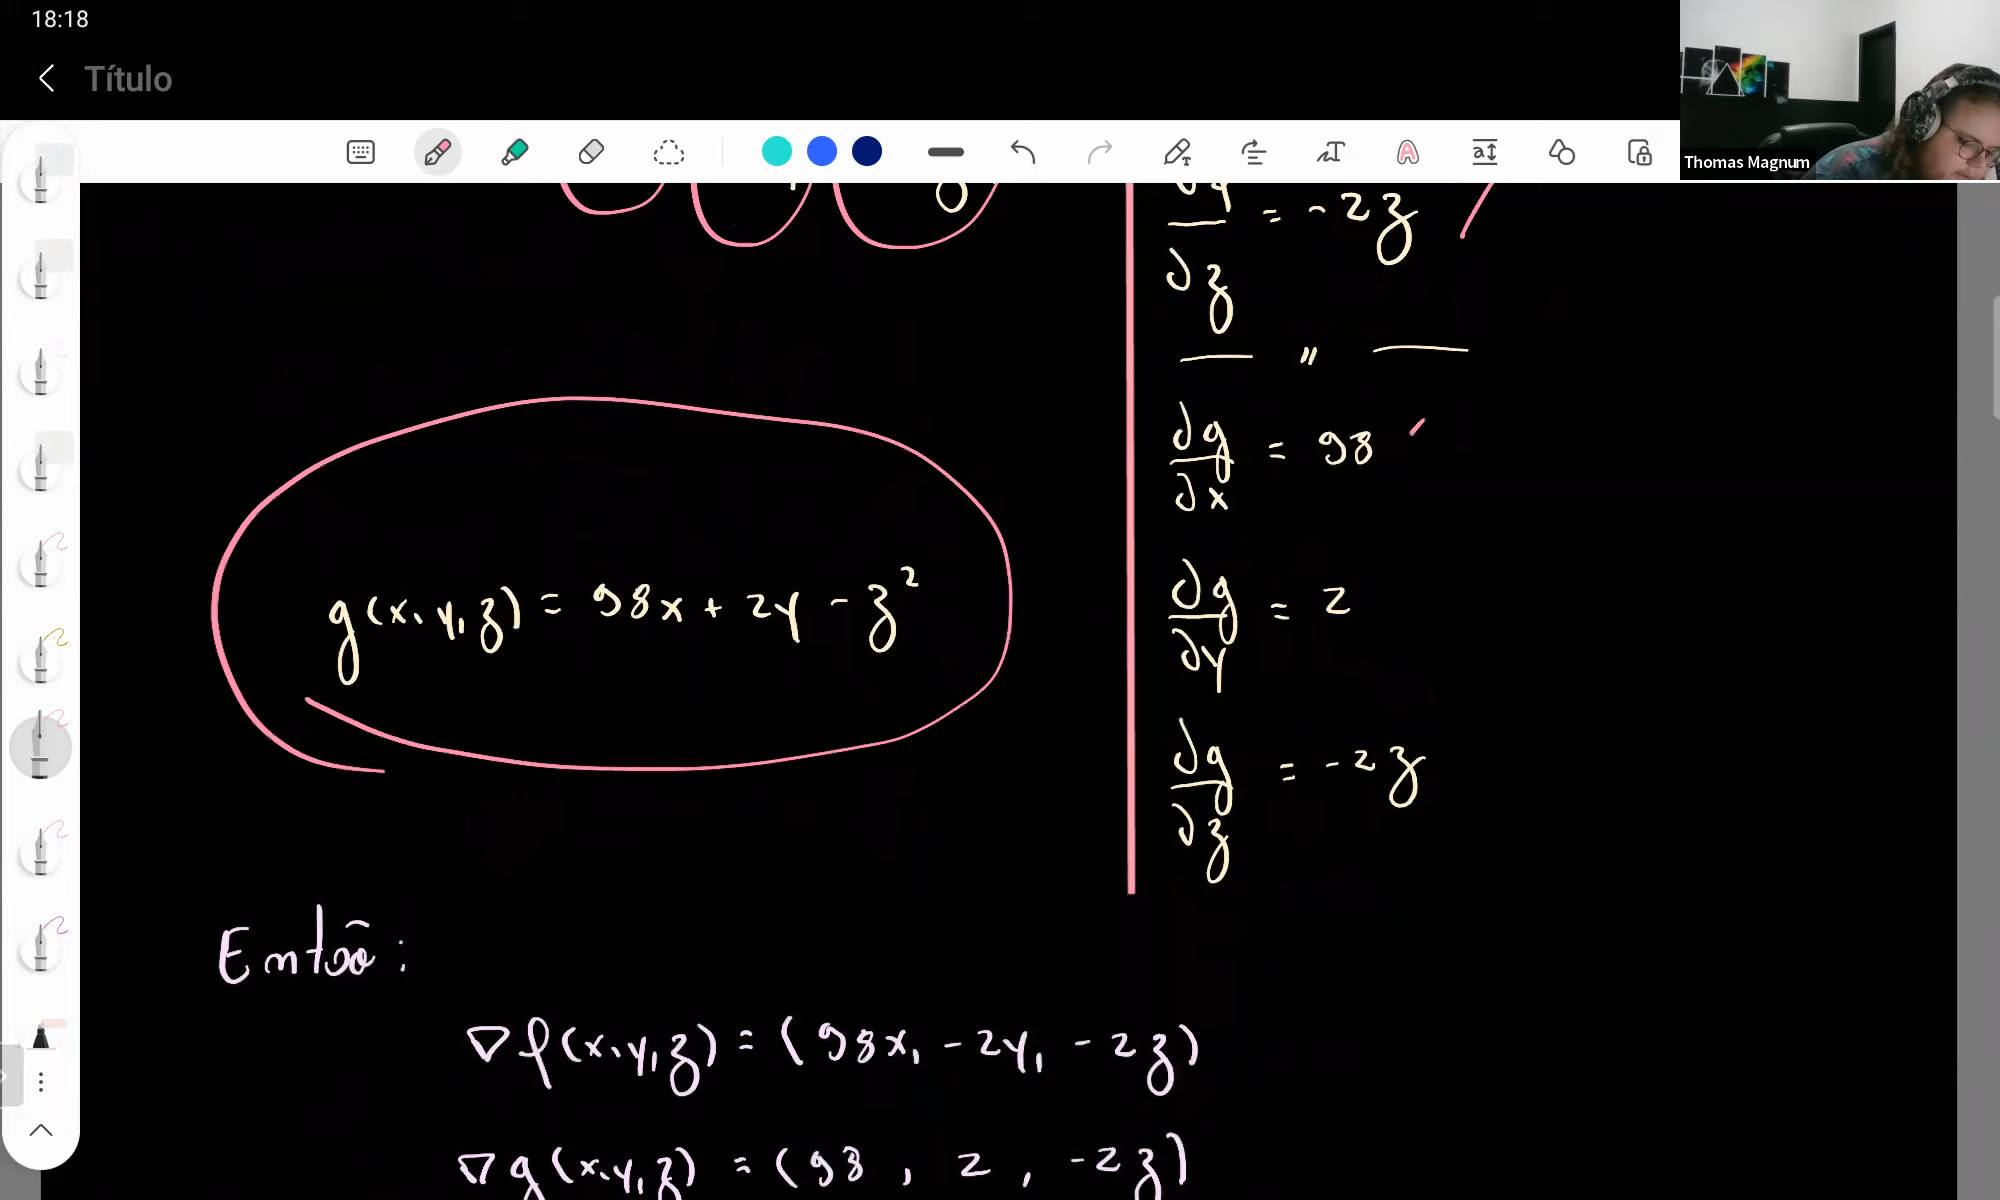 18:18
Título
Thomas Magnum
= -2z
∂z
— " —
∂g/∂x = 98
g(x,y,z) = 98x + 2y - z²
∂g/∂y = 2
∂g/∂z = -2z
Então:
∇f(x,y,z) = (98x, -2y, -2z)
∇g(x,y,z) = (98, 2, -2z)